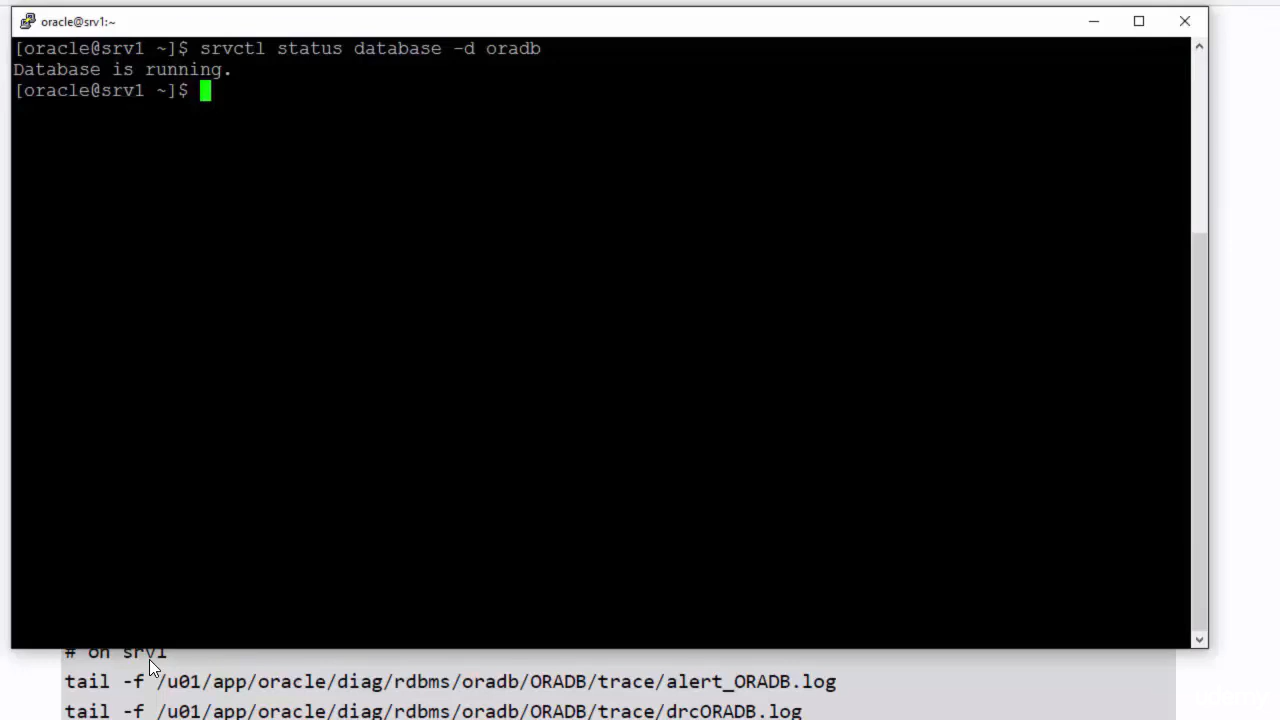 oracle@srv1:~
[oracle@srv1 ~]$ srvctl status database -d oradb
Database is running.
[oracle@srv1 ~]$
# on srv1
tail -f /u01/app/oracle/diag/rdbms/oradb/ORADB/trace/alert_ORADB.log
tail -f /u01/app/oracle/diag/rdbms/oradb/ORADB/trace/drcORADB.log